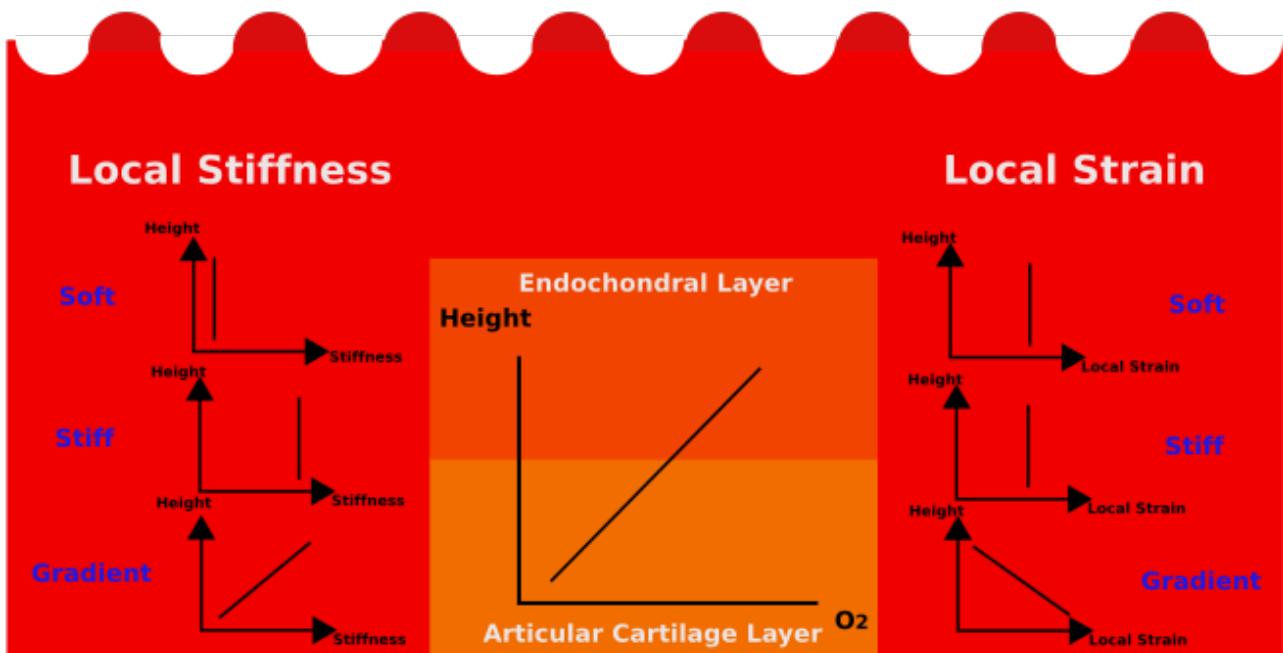 Local Stiffness
Height
Soft
Stiffness
Height
Stiff
Stiffness
Height
Gradient
Stiffness
Endochondral Layer
Height
O2
Articular Cartilage Layer
Local Strain
Height
Soft
Local Strain
Height
Stiff
Local Strain
Height
Gradient
Local Strain